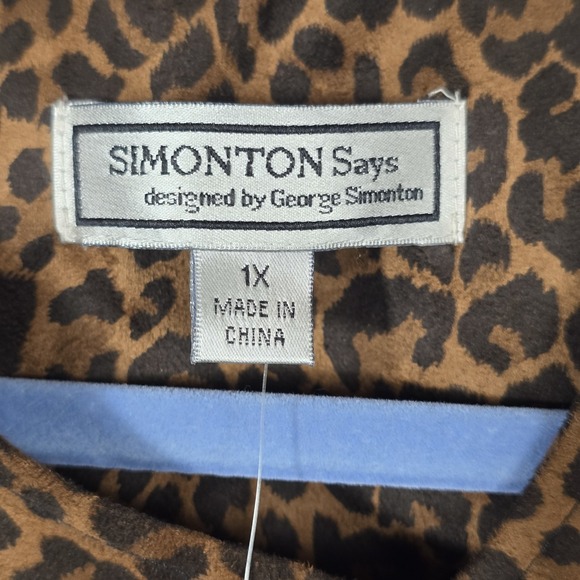 SIMONTON Says
designed by George Simonton
1X
MADE IN
CHINA